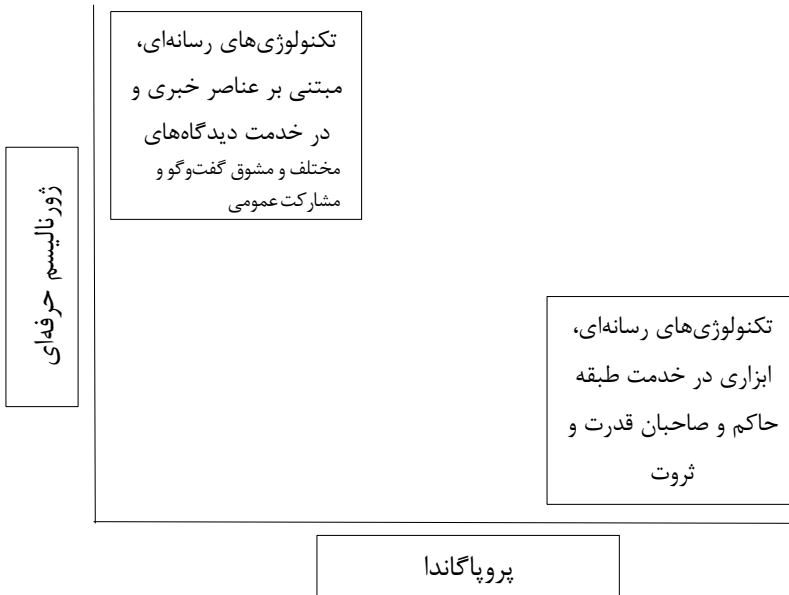 تکنولوژی‌های رسانه‌ای،
مبتنی بر عناصر خبری و
در خدمت دیدگاه‌های
مختلف و مشوق گفت‌وگو و
مشارکت عمومی
ژورنالیسم حرفه‌ای
تکنولوژی‌های رسانه‌ای،
ابزاری در خدمت طبقه
حاکم و صاحبان قدرت و
ثروت
پروپاگاندا